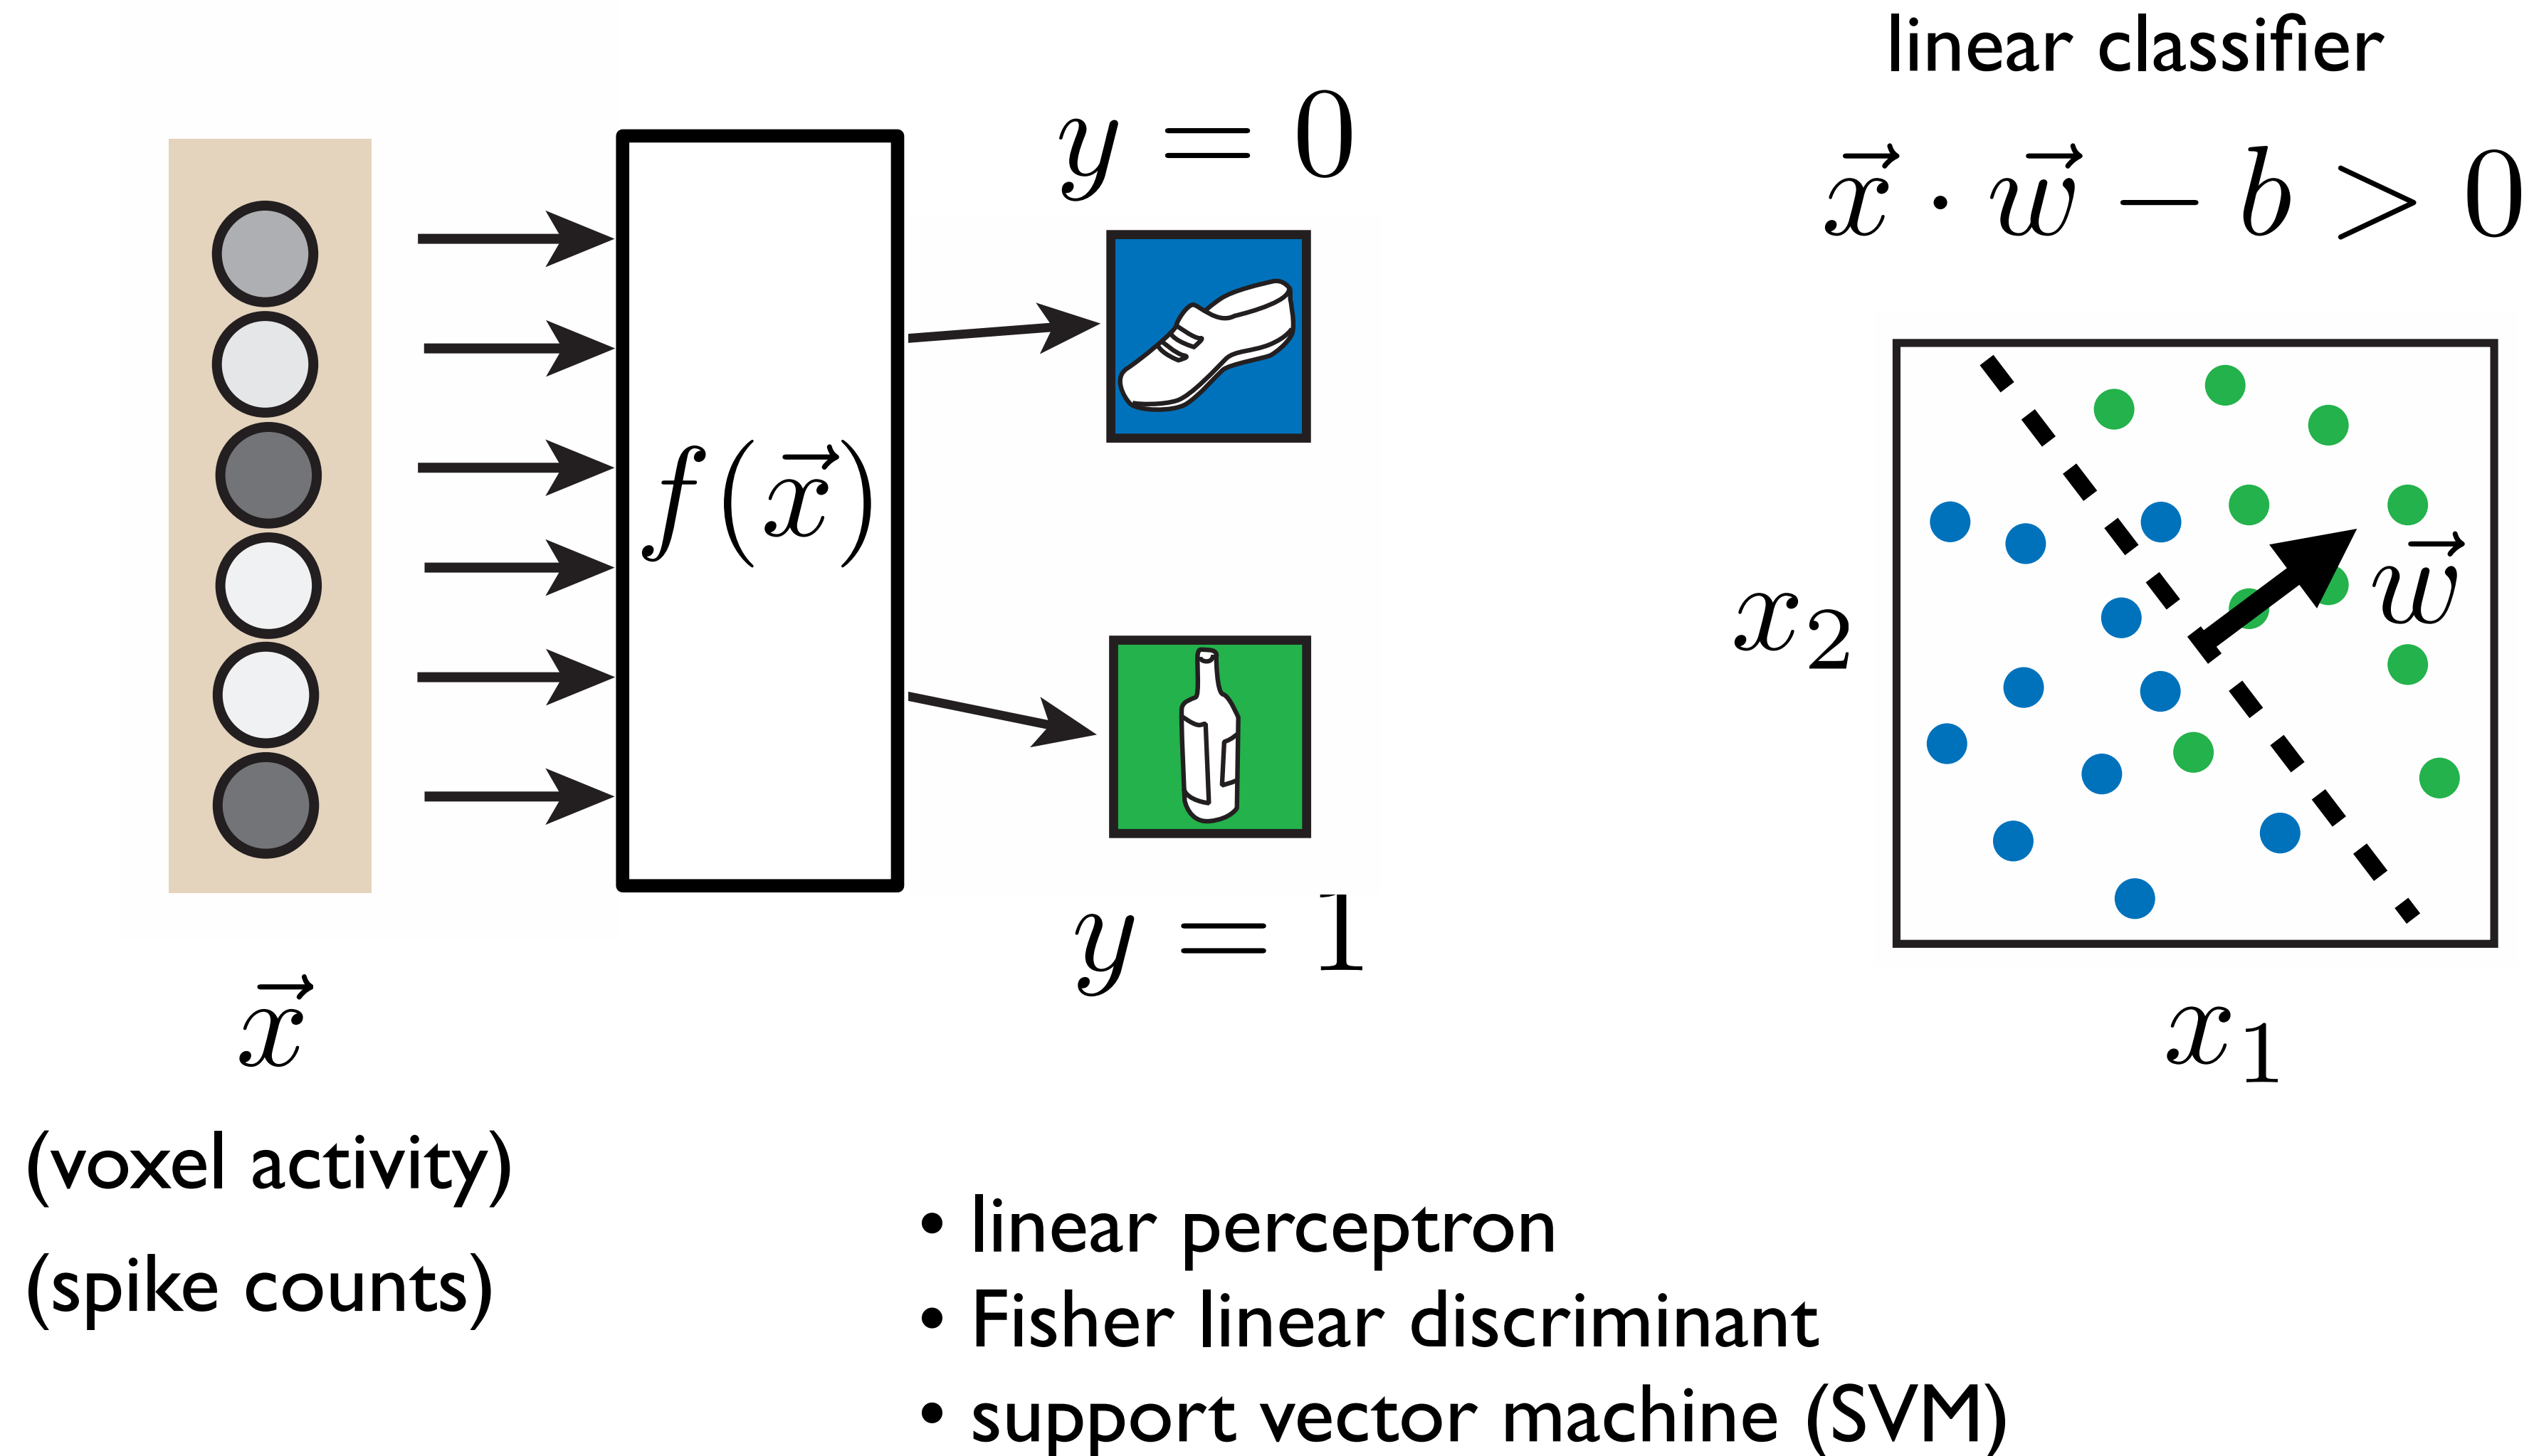 linear classifier
y = 0
x⃗ · w⃗ − b > 0
f(x⃗)
w⃗
x₂
y = 1
x⃗
x₁
(voxel activity)
(spike counts)
• linear perceptron
• Fisher linear discriminant
• support vector machine (SVM)